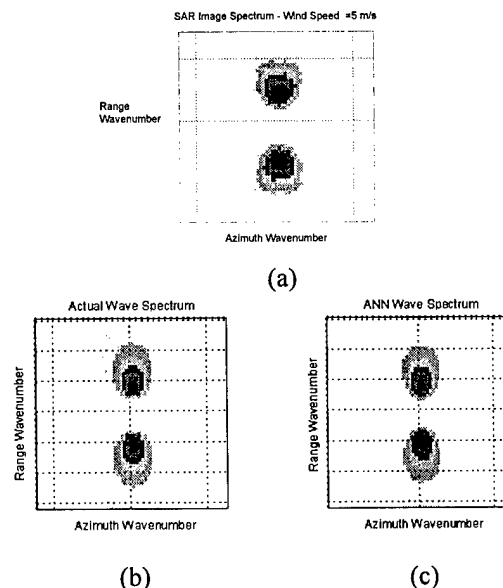 SAR Image Spectrum - Wind Speed =5 m/s
Range
Wavenumber
Azimuth Wavenumber
(a)
Actual Wave Spectrum
ANN Wave Spectrum
Range Wavenumber
Range Wavenumber
Azimuth Wavenumber
Azimuth Wavenumber
(b)
(c)